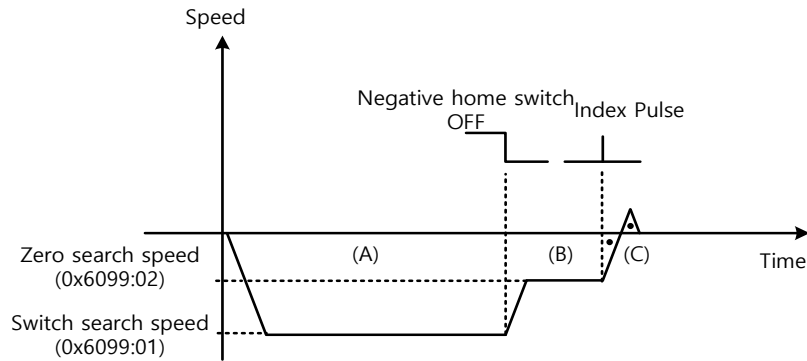 Speed
Negative home switch
OFF
Index Pulse
Zero search speed
(0x6099:02)
(A)
(B)
(C)
Time
Switch search speed
(0x6099:01)